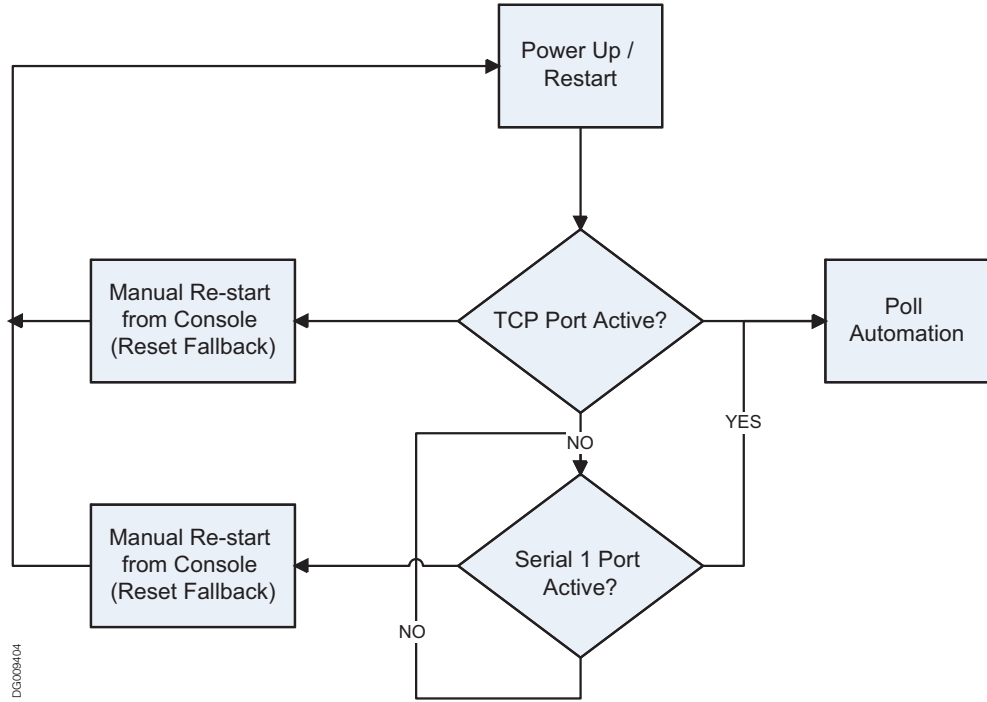 Power Up /
Restart
Manual Re-start
from Console
(Reset Fallback)
TCP Port Active?
Poll
Automation
YES
NO
Manual Re-start
from Console
(Reset Fallback)
Serial 1 Port
Active?
NO
DG009404